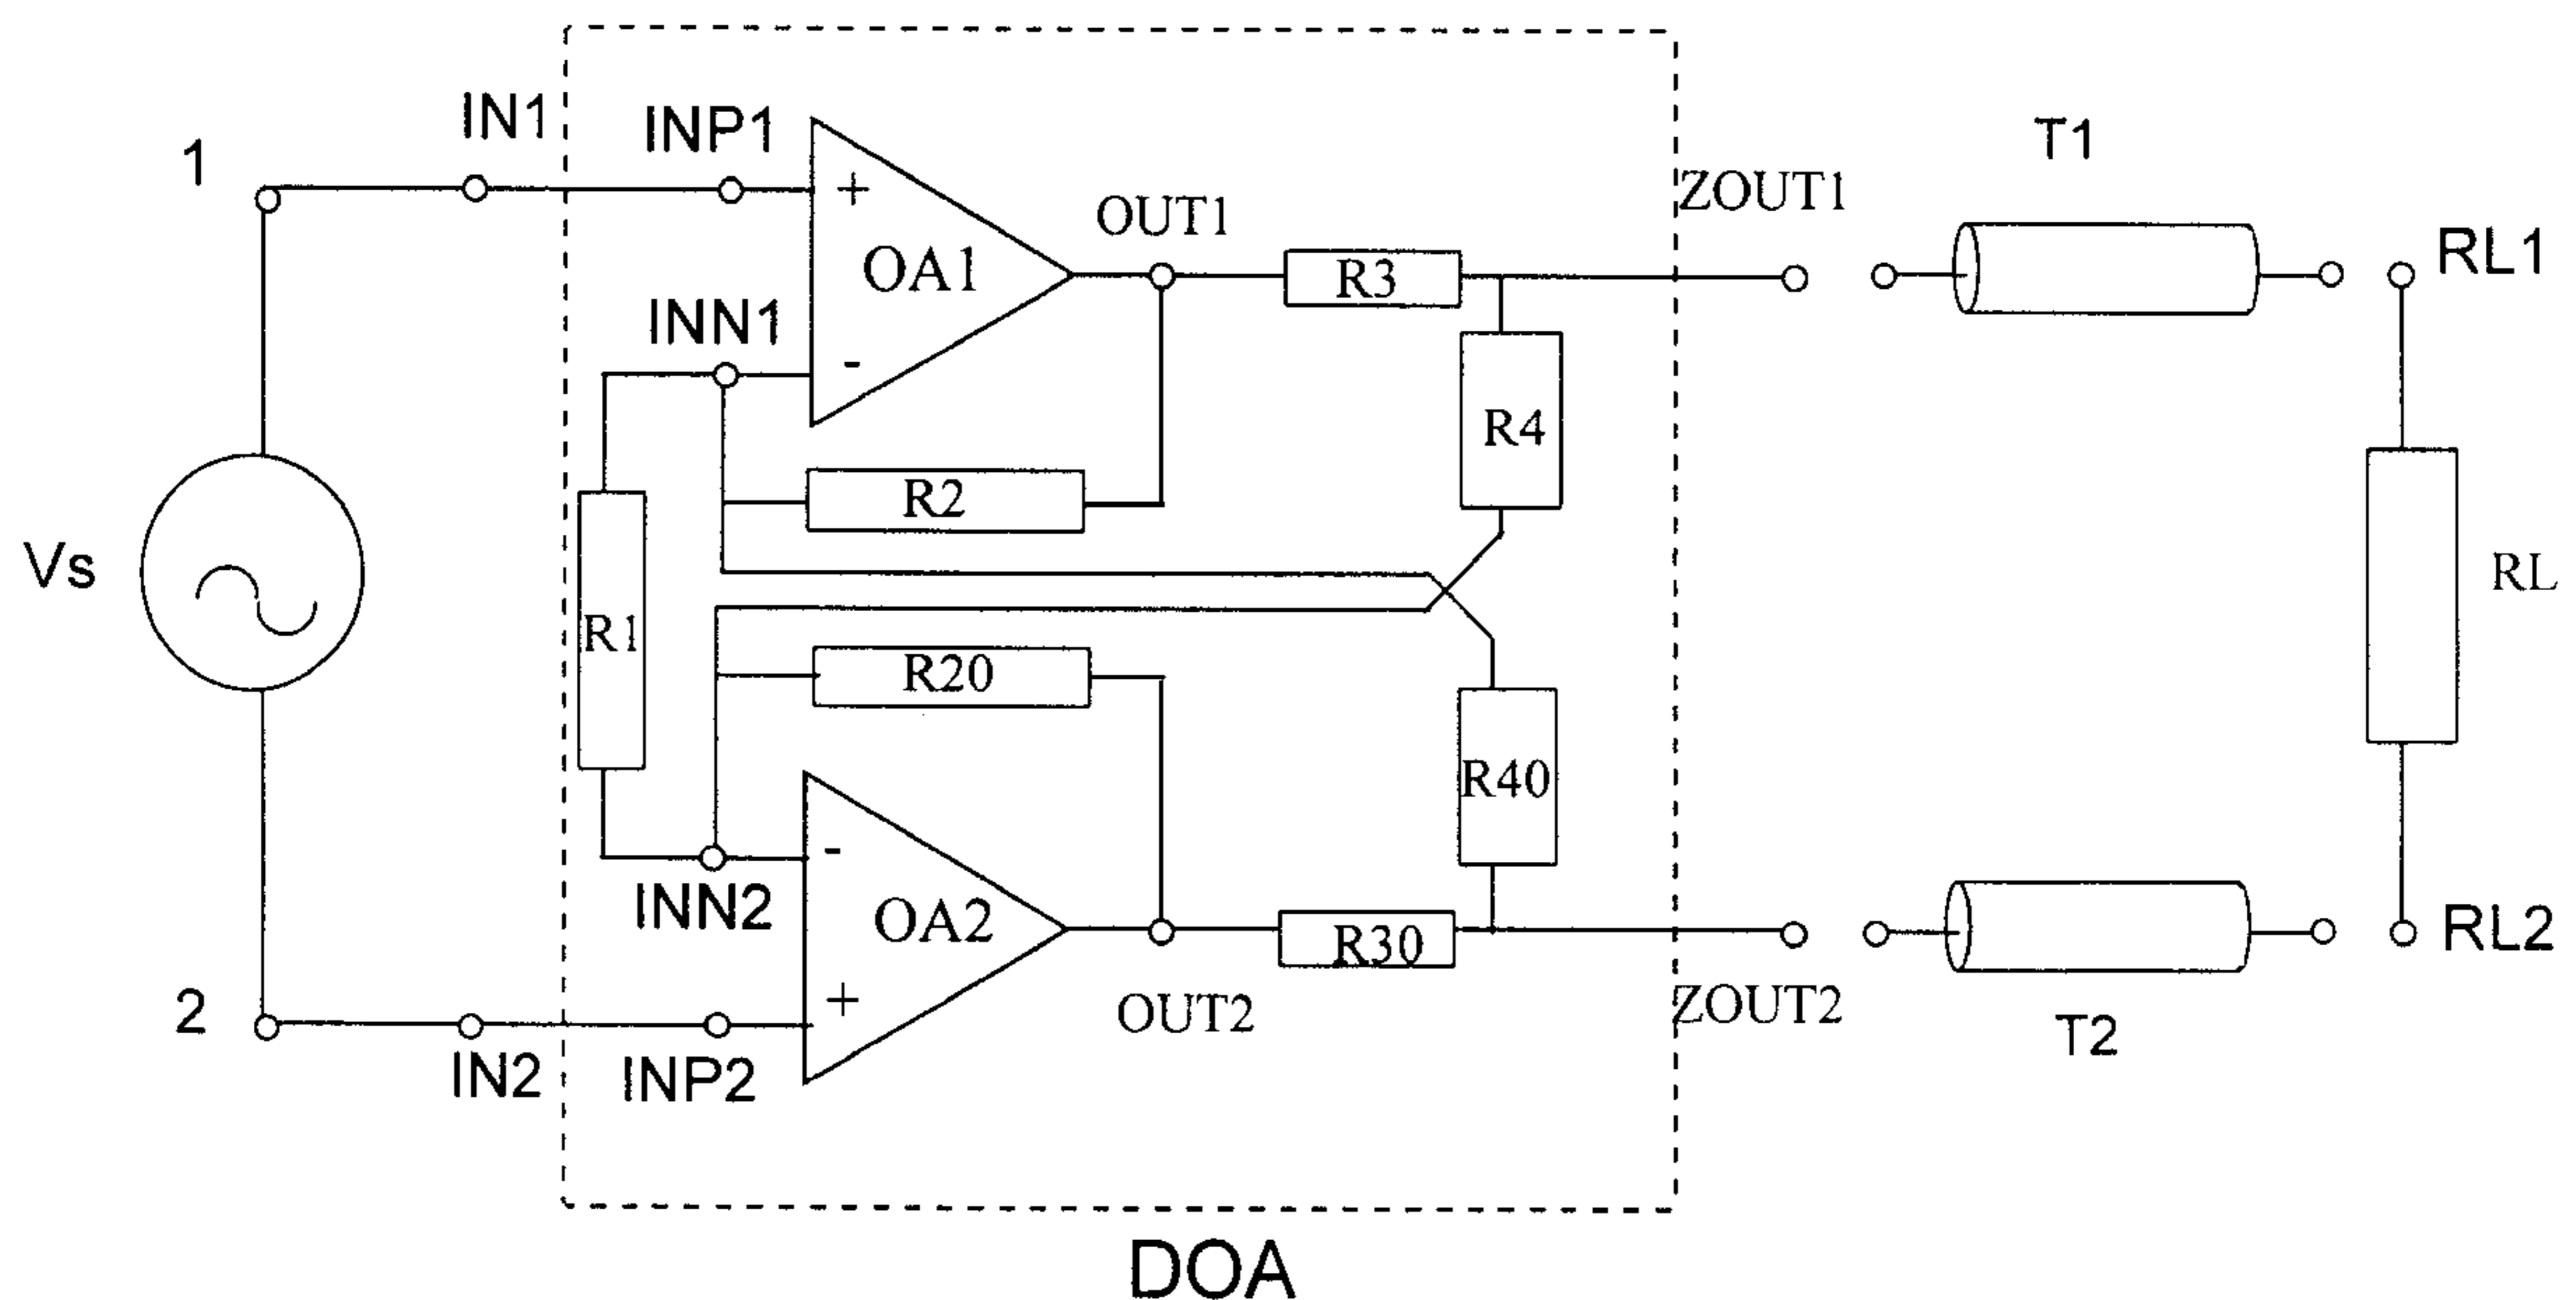 IN1
INP1
T1
1
ZOUT1
OUT1
RL1
+
OA1
R3
INN1
-
R4
R2
Vs
RL
R1
R20
R40
-
INN2
OA2
R30
RL2
+
2
OUT2
ZOUT2
T2
IN2
INP2
DOA